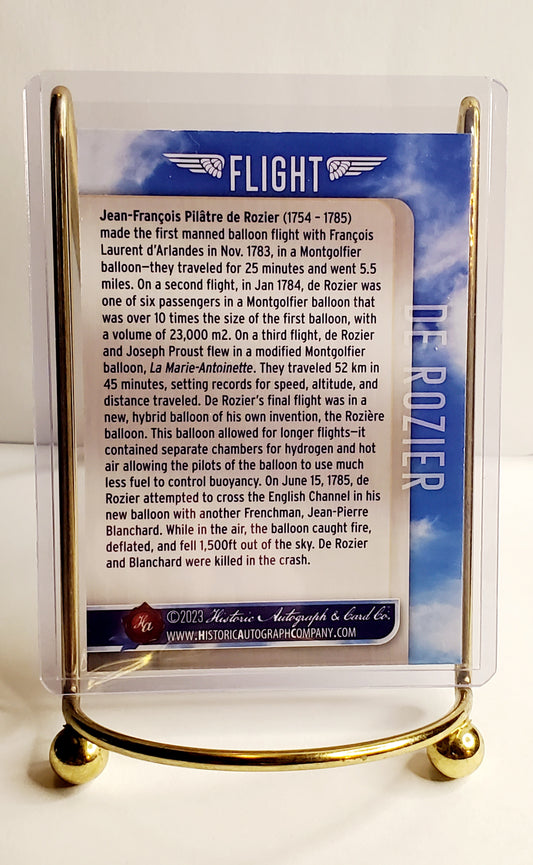 FLIGHT
Jean-François Pilâtre de Rozier (1754 – 1785)
made the first manned balloon flight with François
Laurent d'Arlandes in Nov. 1783, in a Montgolfier
balloon—they traveled for 25 minutes and went 5.5
miles. On a second flight, in Jan 1784, de Rozier was
one of six passengers in a Montgolfier balloon that
was over 10 times the size of the first balloon, with
a volume of 23,000 m2. On a third flight, de Rozier
and Joseph Proust flew in a modified Montgolfier
balloon, La Marie-Antoinette. They traveled 52 km in
45 minutes, setting records for speed, altitude, and
distance traveled. De Rozier's final flight was in a
new, hybrid balloon of his own invention, the Rozière
balloon. This balloon allowed for longer flights—it
contained separate chambers for hydrogen and hot
air allowing the pilots of the balloon to use much
less fuel to control buoyancy. On June 15, 1785, de
Rozier attempted to cross the English Channel in his
new balloon with another Frenchman, Jean-Pierre
Blanchard. While in the air, the balloon caught fire,
deflated, and fell 1,500ft out of the sky. De Rozier
and Blanchard were killed in the crash.
DE ROZIER
HA
©2023 Historic Autograph & Card Co.
WWW.HISTORICAUTOGRAPHCOMPANY.COM